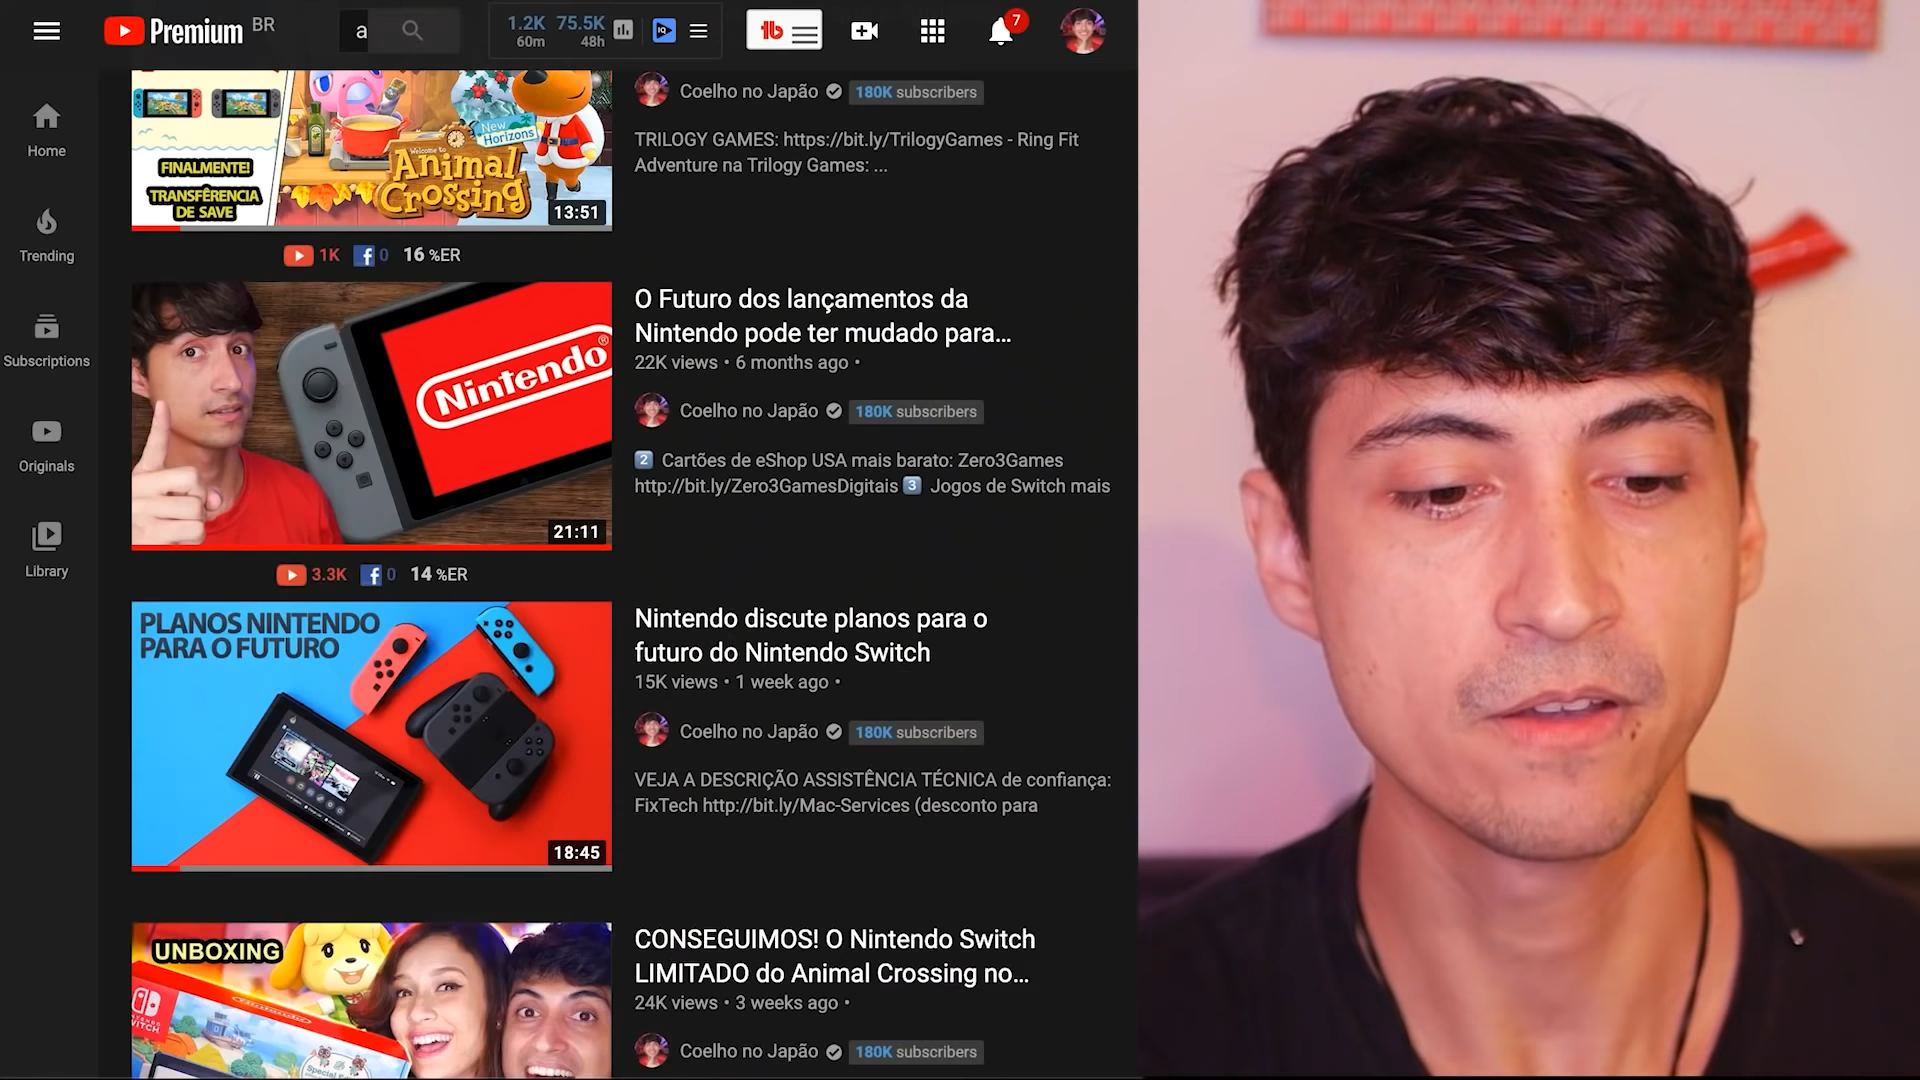 Premium BR
a
1.2K 75.5K
60m 48h
IQ
tb
7
Home
Trending
Subscriptions
Originals
Library
FINALMENTE!
TRANSFÊRENCIA
DE SAVE
Welcome to
Animal
Crossing
New
Horizons
13:51
Coelho no Japão 180K subscribers
TRILOGY GAMES: https://bit.ly/TrilogyGames - Ring Fit
Adventure na Trilogy Games: ...
1K f 0 16 %ER
Nintendo®
21:11
O Futuro dos lançamentos da
Nintendo pode ter mudado para...
22K views • 6 months ago •
Coelho no Japão 180K subscribers
2 Cartões de eShop USA mais barato: Zero3Games
http://bit.ly/Zero3GamesDigitais 3 Jogos de Switch mais
3.3K f 0 14 %ER
PLANOS NINTENDO
PARA O FUTURO
18:45
Nintendo discute planos para o
futuro do Nintendo Switch
15K views • 1 week ago •
Coelho no Japão 180K subscribers
VEJA A DESCRIÇÃO ASSISTÊNCIA TÉCNICA de confiança:
FixTech http://bit.ly/Mac-Services (desconto para
UNBOXING
CONSEGUIMOS! O Nintendo Switch
LIMITADO do Animal Crossing no...
24K views • 3 weeks ago •
Coelho no Japão 180K subscribers